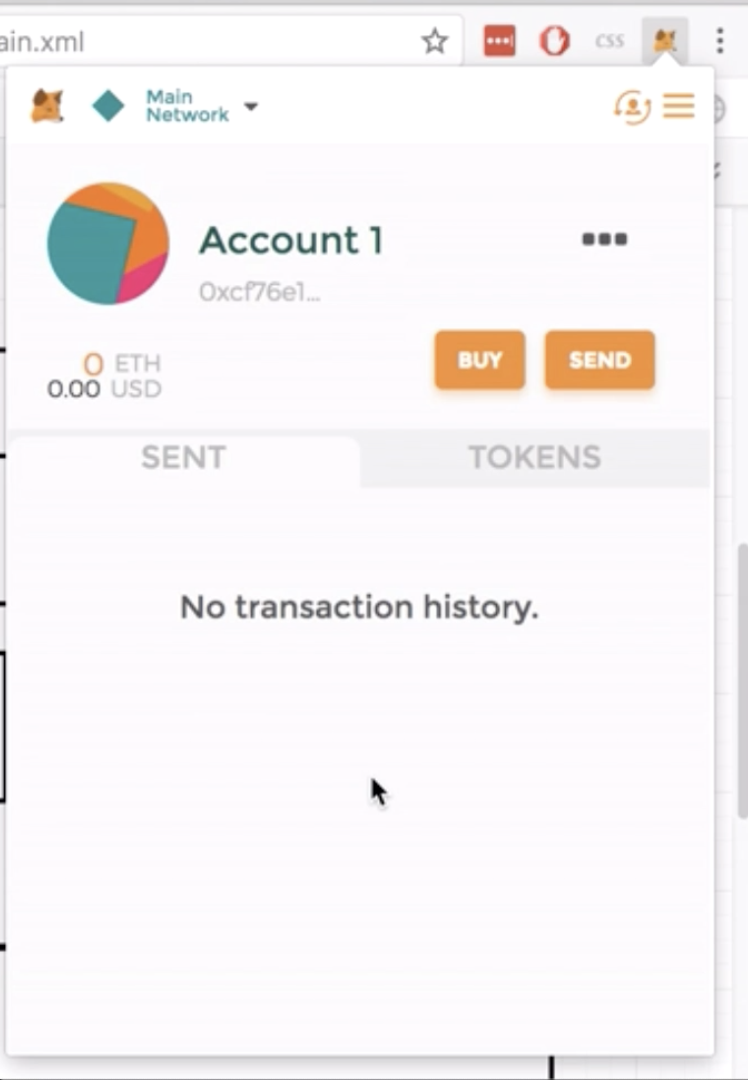 ain.xml
CSS
Main
Network
Account 1
0xcf76e1...
0 ETH
0.00 USD
BUY
SEND
SENT
TOKENS
No transaction history.